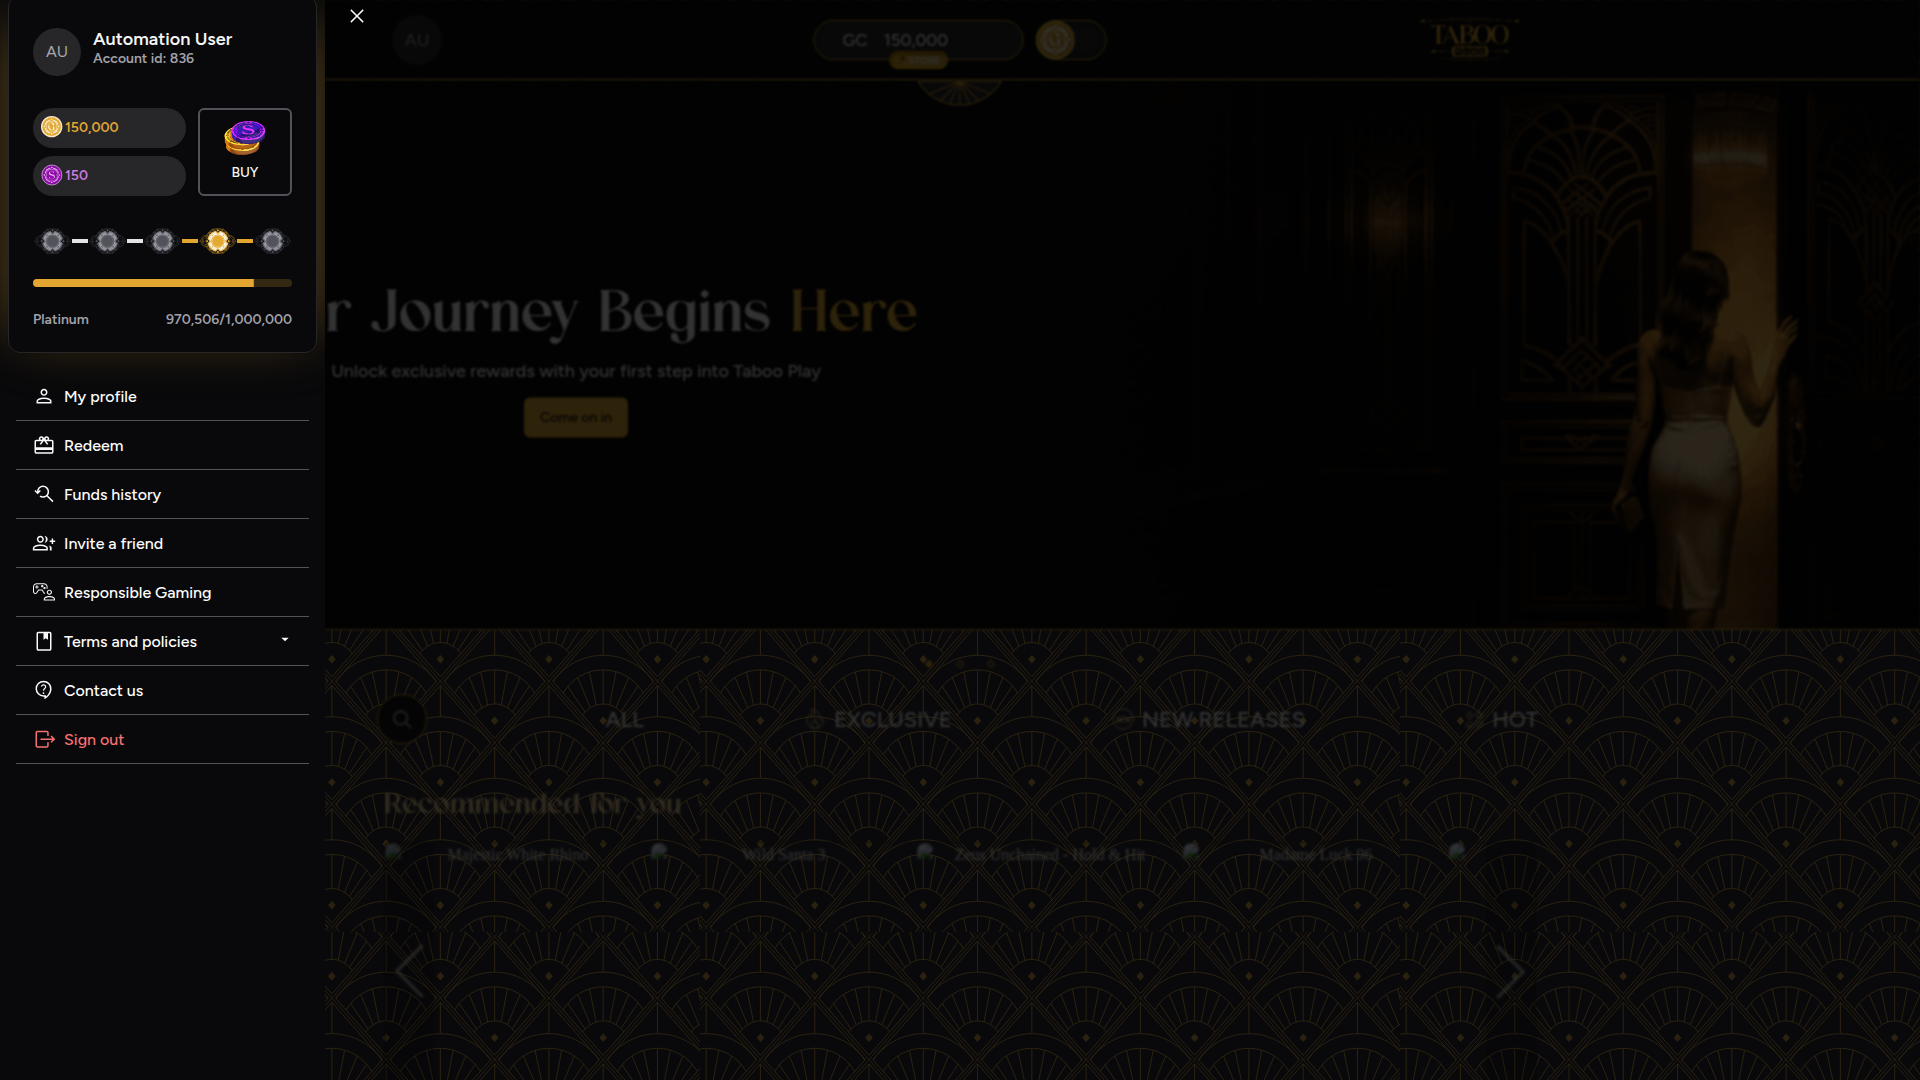 AU
Automation User
Account id: 836
150,000
150
BUY
Platinum
970,506/1,000,000
My profile
Redeem
Funds history
Invite a friend
Responsible Gaming
Terms and policies
Contact us
Sign out
AU
GC 150,000
STORE
TABOO
r Journey Begins Here
Unlock exclusive rewards with your first step into Taboo Play
Come on in
ALL
EXCLUSIVE
NEW RELEASES
HOT
Recommended for you
Majestic White Rhino
Wild Santa 3
Zeus Unchained - Hold & Hit
Madame Luck 96